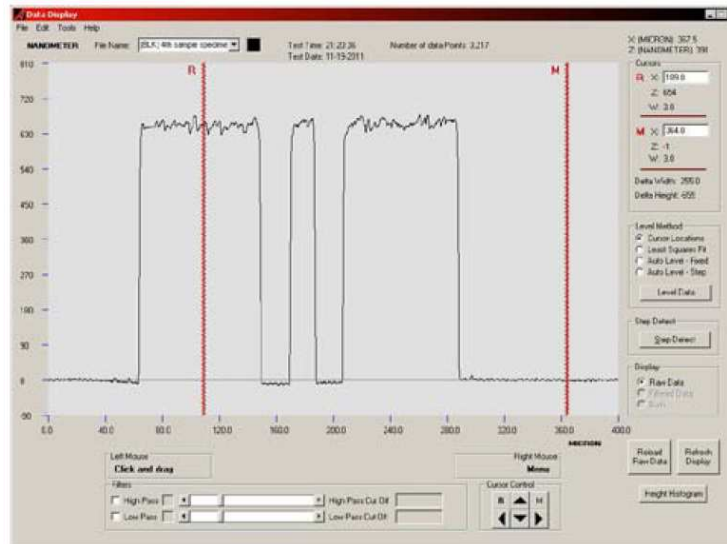 Data Display
File Edit Tools Help
NANOMETER File Name: (BLK) 4th sample specime Test Time: 21:23:36 Number of data Points: 3,217
Test Date: 11-19-2011
X: (MICRON) 367.5
Z: (NANOMETER) 391
810
720
630
540
450
360
270
180
90
0
-90
R
M
0.0 40.0 80.0 120.0 160.0 200.0 240.0 280.0 320.0 360.0 400.0
MICRON
Cursors
R: X: 109.0
Z: 654
W: 3.0
M X: 364.0
Z: -1
W: 3.0
Delta Width: 255.0
Delta Height: -655
Level Method
Cursor Locations
Least Squares Fit
Auto Level - Fixed
Auto Level - Step
Level Data
Step Detect
Step Detect
Display
Raw Data
Filtered Data
Both
Reload
Raw Data
Refresh
Display
Height Histogram
Left Mouse
Click and drag
Right Mouse
Menu
Filters
High Pass High Pass Cut Off:
Low Pass Low Pass Cut Off:
Cursor Control
R M